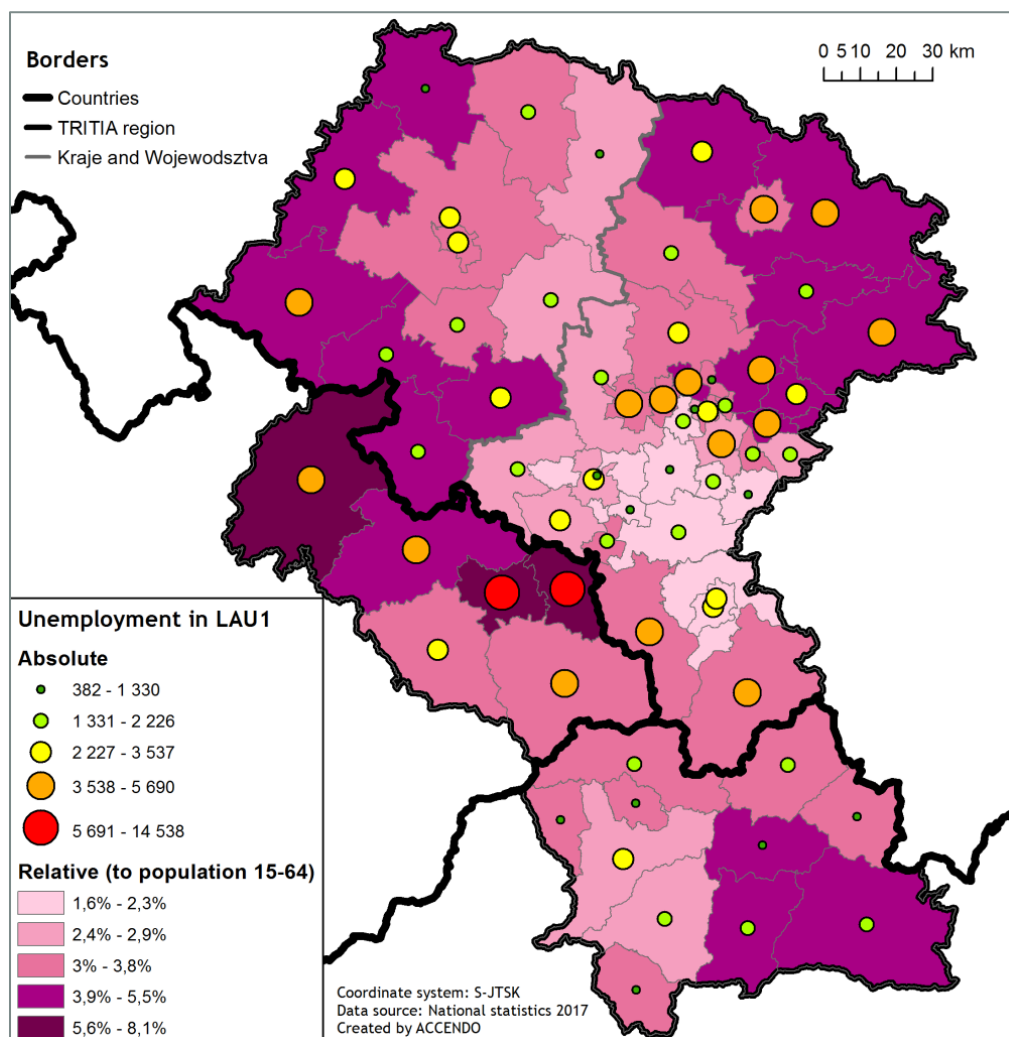 Borders
Countries
TRITIA region
Kraje and Wojewodsztva
0 5 10 20 30 km
Unemployment in LAU1
Absolute
382 - 1 330
1 331 - 2 226
2 227 - 3 537
3 538 - 5 690
5 691 - 14 538
Relative (to population 15-64)
1,6% - 2,3%
2,4% - 2,9%
3% - 3,8%
3,9% - 5,5%
5,6% - 8,1%
Coordinate system: S-JTSK
Data source: National statistics 2017
Created by ACCENDO